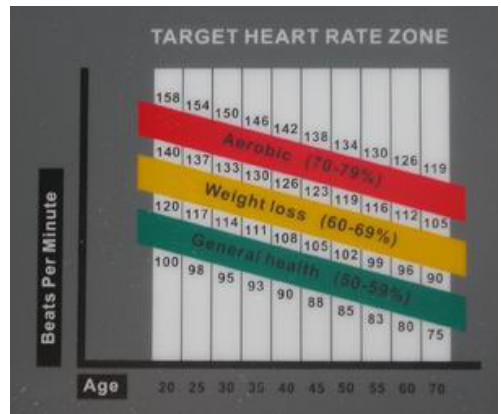 TARGET HEART RATE ZONE
158 154 150 146 142 138 134 130 126 119
Aerobic (70-79%)
140 137 133 130 126 123 119 116 112 105
Weight loss (60-69%)
120 117 114 111 108 105 102 99 96 90
General health (50-59%)
100 98 95 93 90 88 85 83 80 75
Beats Per Minute
Age 20 25 30 35 40 45 50 55 60 70